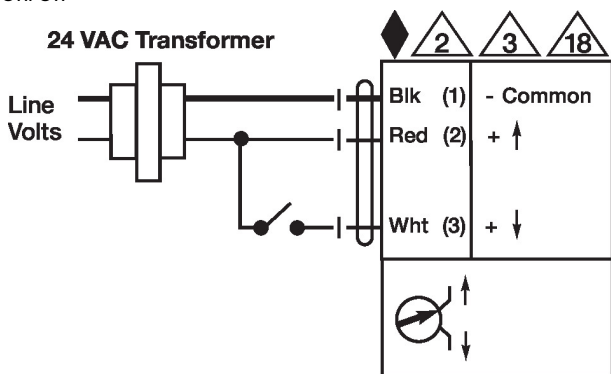 24 VAC Transformer
2 3 18
Line
Volts
Blk (1) - Common
Red (2) + ↑
Wht (3) + ↓